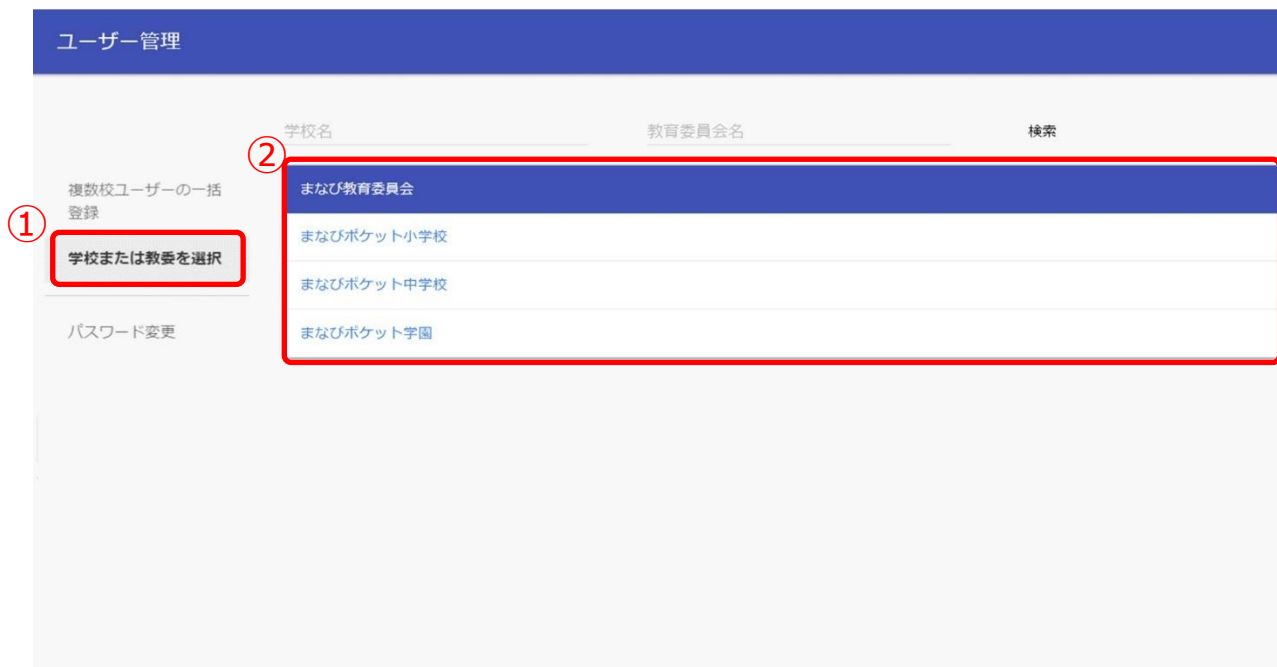 ユーザー管理
学校名 教育委員会名 検索
②
複数校ユーザーの一括
登録
①
学校または教委を選択
パスワード変更
まなび教育委員会
まなびポケット小学校
まなびポケット中学校
まなびポケット学園